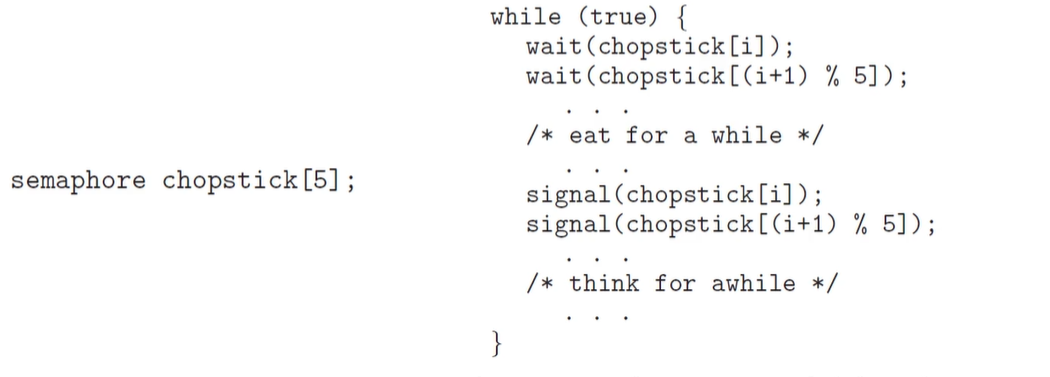 semaphore chopstick[5];
while (true) {
wait(chopstick[i]);
wait(chopstick[(i+1) % 5]);
. . .
/* eat for a while */
. . .
signal(chopstick[i]);
signal(chopstick[(i+1) % 5]);
. . .
/* think for awhile */
. . .
}